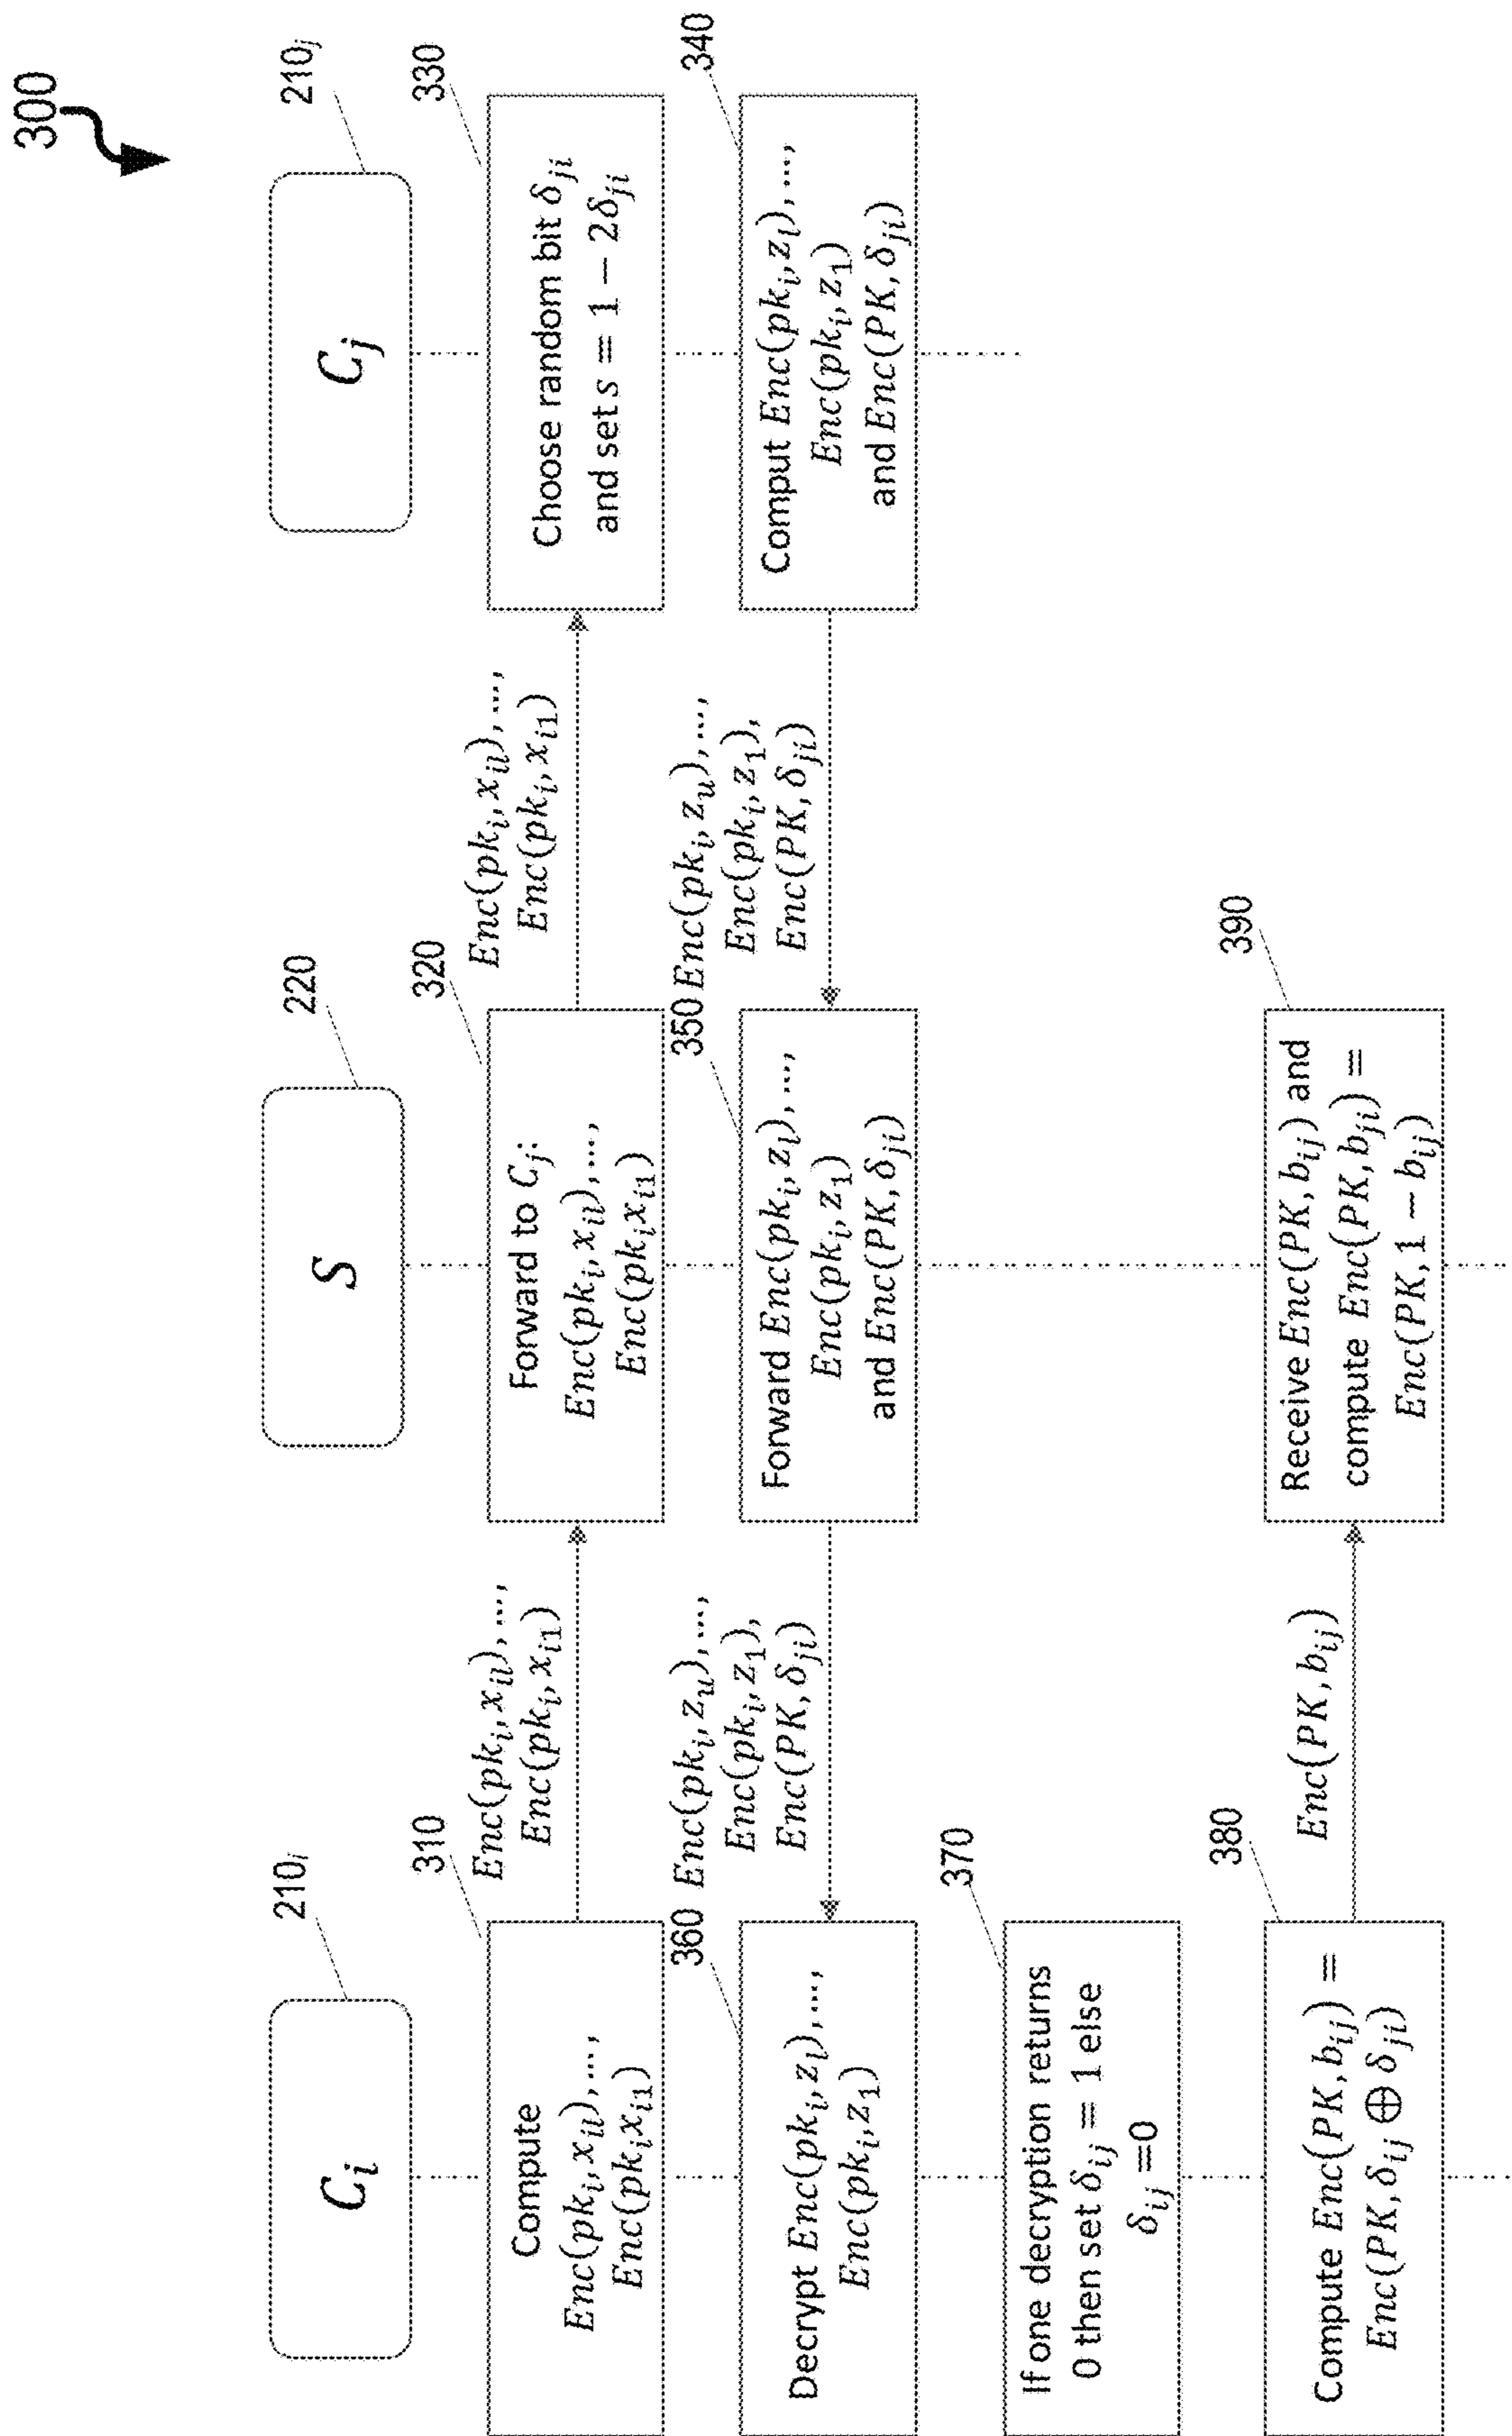 300
210ᵢ
220
210ⱼ
Cᵢ
S
Cⱼ
310
Compute
Enc(pkᵢ, xᵢₗ), ...,
Enc(pkᵢxᵢ₁)
Enc(pkᵢ, xᵢₗ), ...,
Enc(pkᵢ, xᵢ₁)
320
Forward to Cⱼ:
Enc(pkᵢ, xᵢₗ), ...,
Enc(pkᵢxᵢ₁)
Enc(pkᵢ, xᵢₗ), ...,
Enc(pkᵢ, xᵢ₁)
330
Choose random bit δⱼᵢ
and set s = 1 − 2δⱼᵢ
340
Comput Enc(pkᵢ, zₗ), ...,
Enc(pkᵢ, z₁)
and Enc(PK, δⱼᵢ)
Enc(pkᵢ, zᵤ), ...,
Enc(pkᵢ, z₁),
Enc(PK, δⱼᵢ)
350
Forward Enc(pkᵢ, zₗ), ...,
Enc(pkᵢ, z₁)
and Enc(PK, δⱼᵢ)
Enc(pkᵢ, zᵤ), ...,
Enc(pkᵢ, z₁),
Enc(PK, δⱼᵢ)
360
Decrypt Enc(pkᵢ, zₗ), ...,
Enc(pkᵢ, z₁)
370
If one decryption returns
0 then set δᵢⱼ = 1 else
δᵢⱼ =0
380
Compute Enc(PK, bᵢⱼ) =
Enc(PK, δᵢⱼ ⊕ δⱼᵢ)
Enc(PK, bᵢⱼ)
390
Receive Enc(PK, bᵢⱼ) and
compute Enc(PK, bⱼᵢ) =
Enc(PK, 1 − bᵢⱼ)